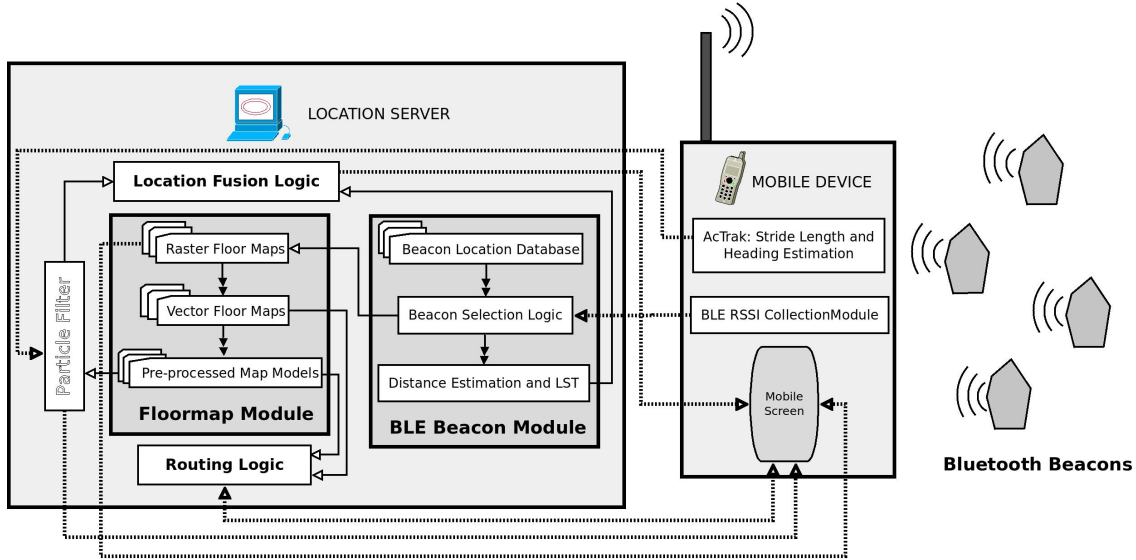 LOCATION SERVER
Location Fusion Logic
Raster Floor Maps
Vector Floor Maps
Pre-processed Map Models
Floormap Module
Particle Filter
Routing Logic
Beacon Location Database
Beacon Selection Logic
Distance Estimation and LST
BLE Beacon Module
MOBILE DEVICE
AcTrak: Stride Length and
Heading Estimation
BLE RSSI CollectionModule
Mobile
Screen
Bluetooth Beacons